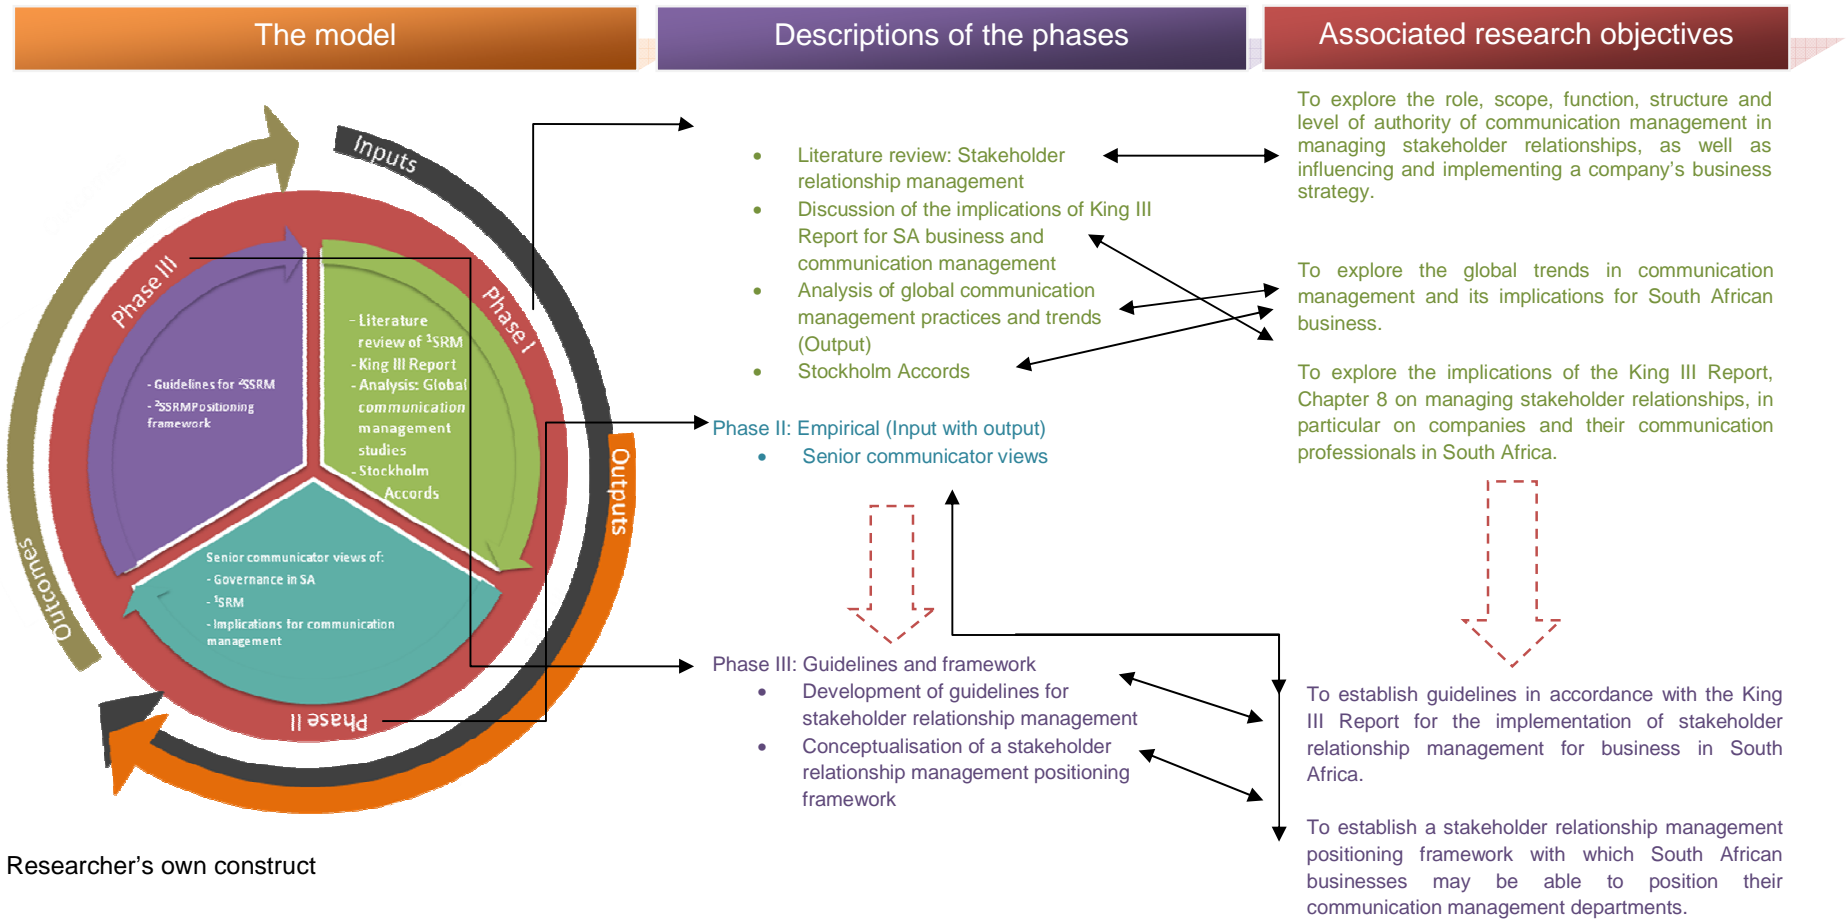 The model
Descriptions of the phases
Associated research objectives
Inputs
Outputs
Outcomes
Phase I
Phase II
Phase III
- Literature
review of ¹SRM
- King III Report
- Analysis: Global
communication
management
studies
- Stockholm
Accords
- Guidelines for ²SSRM
- ²SSRMPositioning
framework
Senior communicator views of:
- Governance in SA
- ¹SRM
- Implications for communication
management
• Literature review: Stakeholder
relationship management
• Discussion of the implications of King III
Report for SA business and
communication management
• Analysis of global communication
management practices and trends
(Output)
• Stockholm Accords
Phase II: Empirical (Input with output)
• Senior communicator views
Phase III: Guidelines and framework
• Development of guidelines for
stakeholder relationship management
• Conceptualisation of a stakeholder
relationship management positioning
framework
To explore the role, scope, function, structure and
level of authority of communication management in
managing stakeholder relationships, as well as
influencing and implementing a company's business
strategy.
To explore the global trends in communication
management and its implications for South African
business.
To explore the implications of the King III Report,
Chapter 8 on managing stakeholder relationships, in
particular on companies and their communication
professionals in South Africa.
To establish guidelines in accordance with the King
III Report for the implementation of stakeholder
relationship management for business in South
Africa.
To establish a stakeholder relationship management
positioning framework with which South African
businesses may be able to position their
communication management departments.
Researcher's own construct